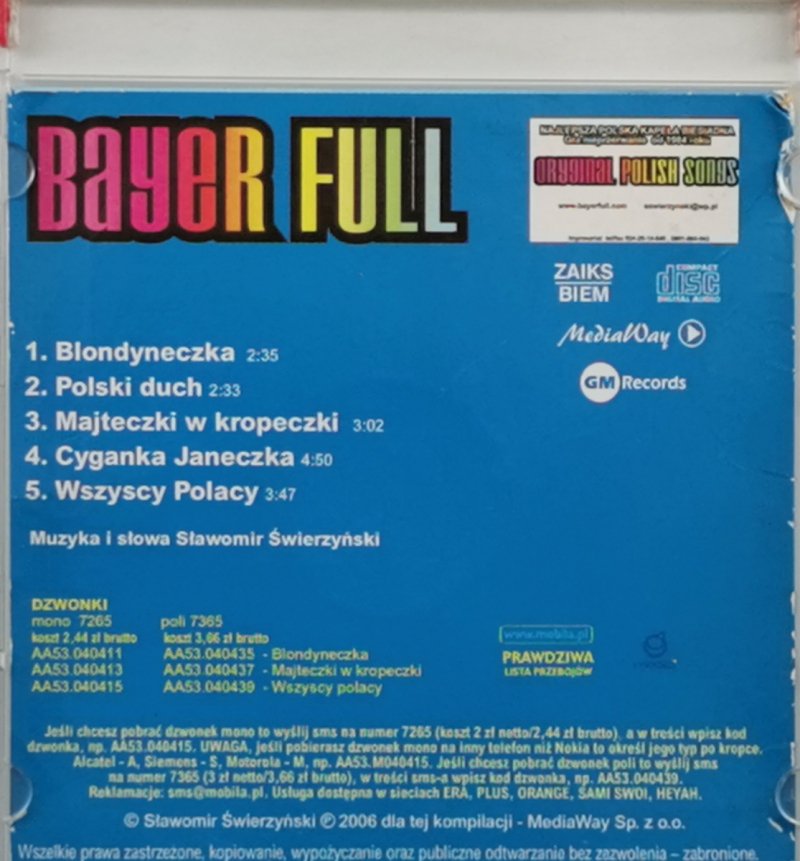 Bayer FULL
NAJLEPSZA POLSKA KAPELA BIESIADNA
Gra nieprzerwanie od 1984 roku
ORYGINAL POLISH SONGS
www.bayerfull.com swierzynski@wp.pl
ZAIKS
BIEM
COMPACT
disc
DIGITAL AUDIO
MediaWay
GM Records
1. Blondyneczka 2:35
2. Polski duch 2:33
3. Majteczki w kropeczki 3:02
4. Cyganka Janeczka 4:50
5. Wszyscy Polacy 3:47
Muzyka i słowa Sławomir Świerzyński
DZWONKI
mono 7265 poli 7365
koszt 2,44 zł brutto koszt 3,66 zł brutto
AA53.040411 AA53.040435 - Blondyneczka
AA53.040413 AA53.040437 - Majteczki w kropeczki
AA53.040415 AA53.040439 - Wszyscy polacy
www.mobila.pl
PRAWDZIWA
LISTA PRZEBOJÓW
Jeśli chcesz pobrać dzwonek mono to wyślij sms na numer 7265 (koszt 2 zł netto/2,44 zł brutto), a w treści wpisz kod
dzwonka, np. AA53.040415. UWAGA, jeśli pobierasz dzwonek mono na inny telefon niż Nokia to określ jego typ po kropce.
Alcatel - A, Siemens - S, Motorola - M, np. AA53.M040415. Jeśli chcesz pobrać dzwonek poli to wyślij sms
na numer 7365 (3 zł netto/3,66 zł brutto), w treści sms-a wpisz kod dzwonka, np. AA53.040439.
Reklamacje: sms@mobila.pl. Usługa dostępna w sieciach ERA, PLUS, ORANGE, SAMI SWOI, HEYAH.
© Sławomir Świerzyński ℗ 2006 dla tej kompilacji - MediaWay Sp. z o.o.
Wszelkie prawa zastrzeżone, kopiowanie, wypożyczanie oraz publiczne odtwarzanie bez zezwolenia – zabronione.